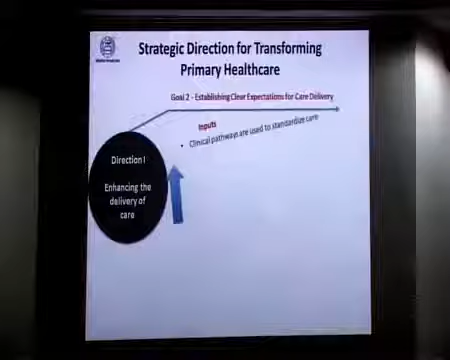 Strategic Direction for Transforming
Primary Healthcare
Goal 2 - Establishing Clear Expectations for Care Delivery
Inputs
• Clinical pathways are used to standardize care
Direction I
Enhancing the
delivery of
care